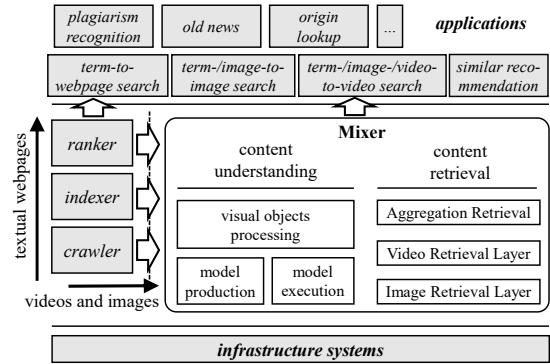 plagiarism
recognition
old news
origin
lookup
...
applications
term-to-
webpage search
term-/image-to-
image search
term-/image-/video-
to-video search
similar reco-
mmendation
textual webpages
ranker
indexer
crawler
videos and images
Mixer
content
understanding
visual objects
processing
model
production
model
execution
content
retrieval
Aggregation Retrieval
Video Retrieval Layer
Image Retrieval Layer
infrastructure systems